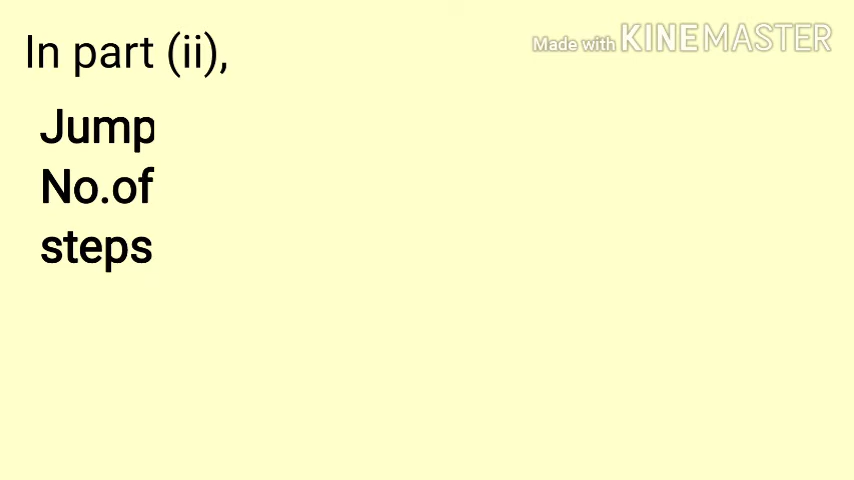 In part (ii),
Made with KINEMASTER
Jump
No.of
steps